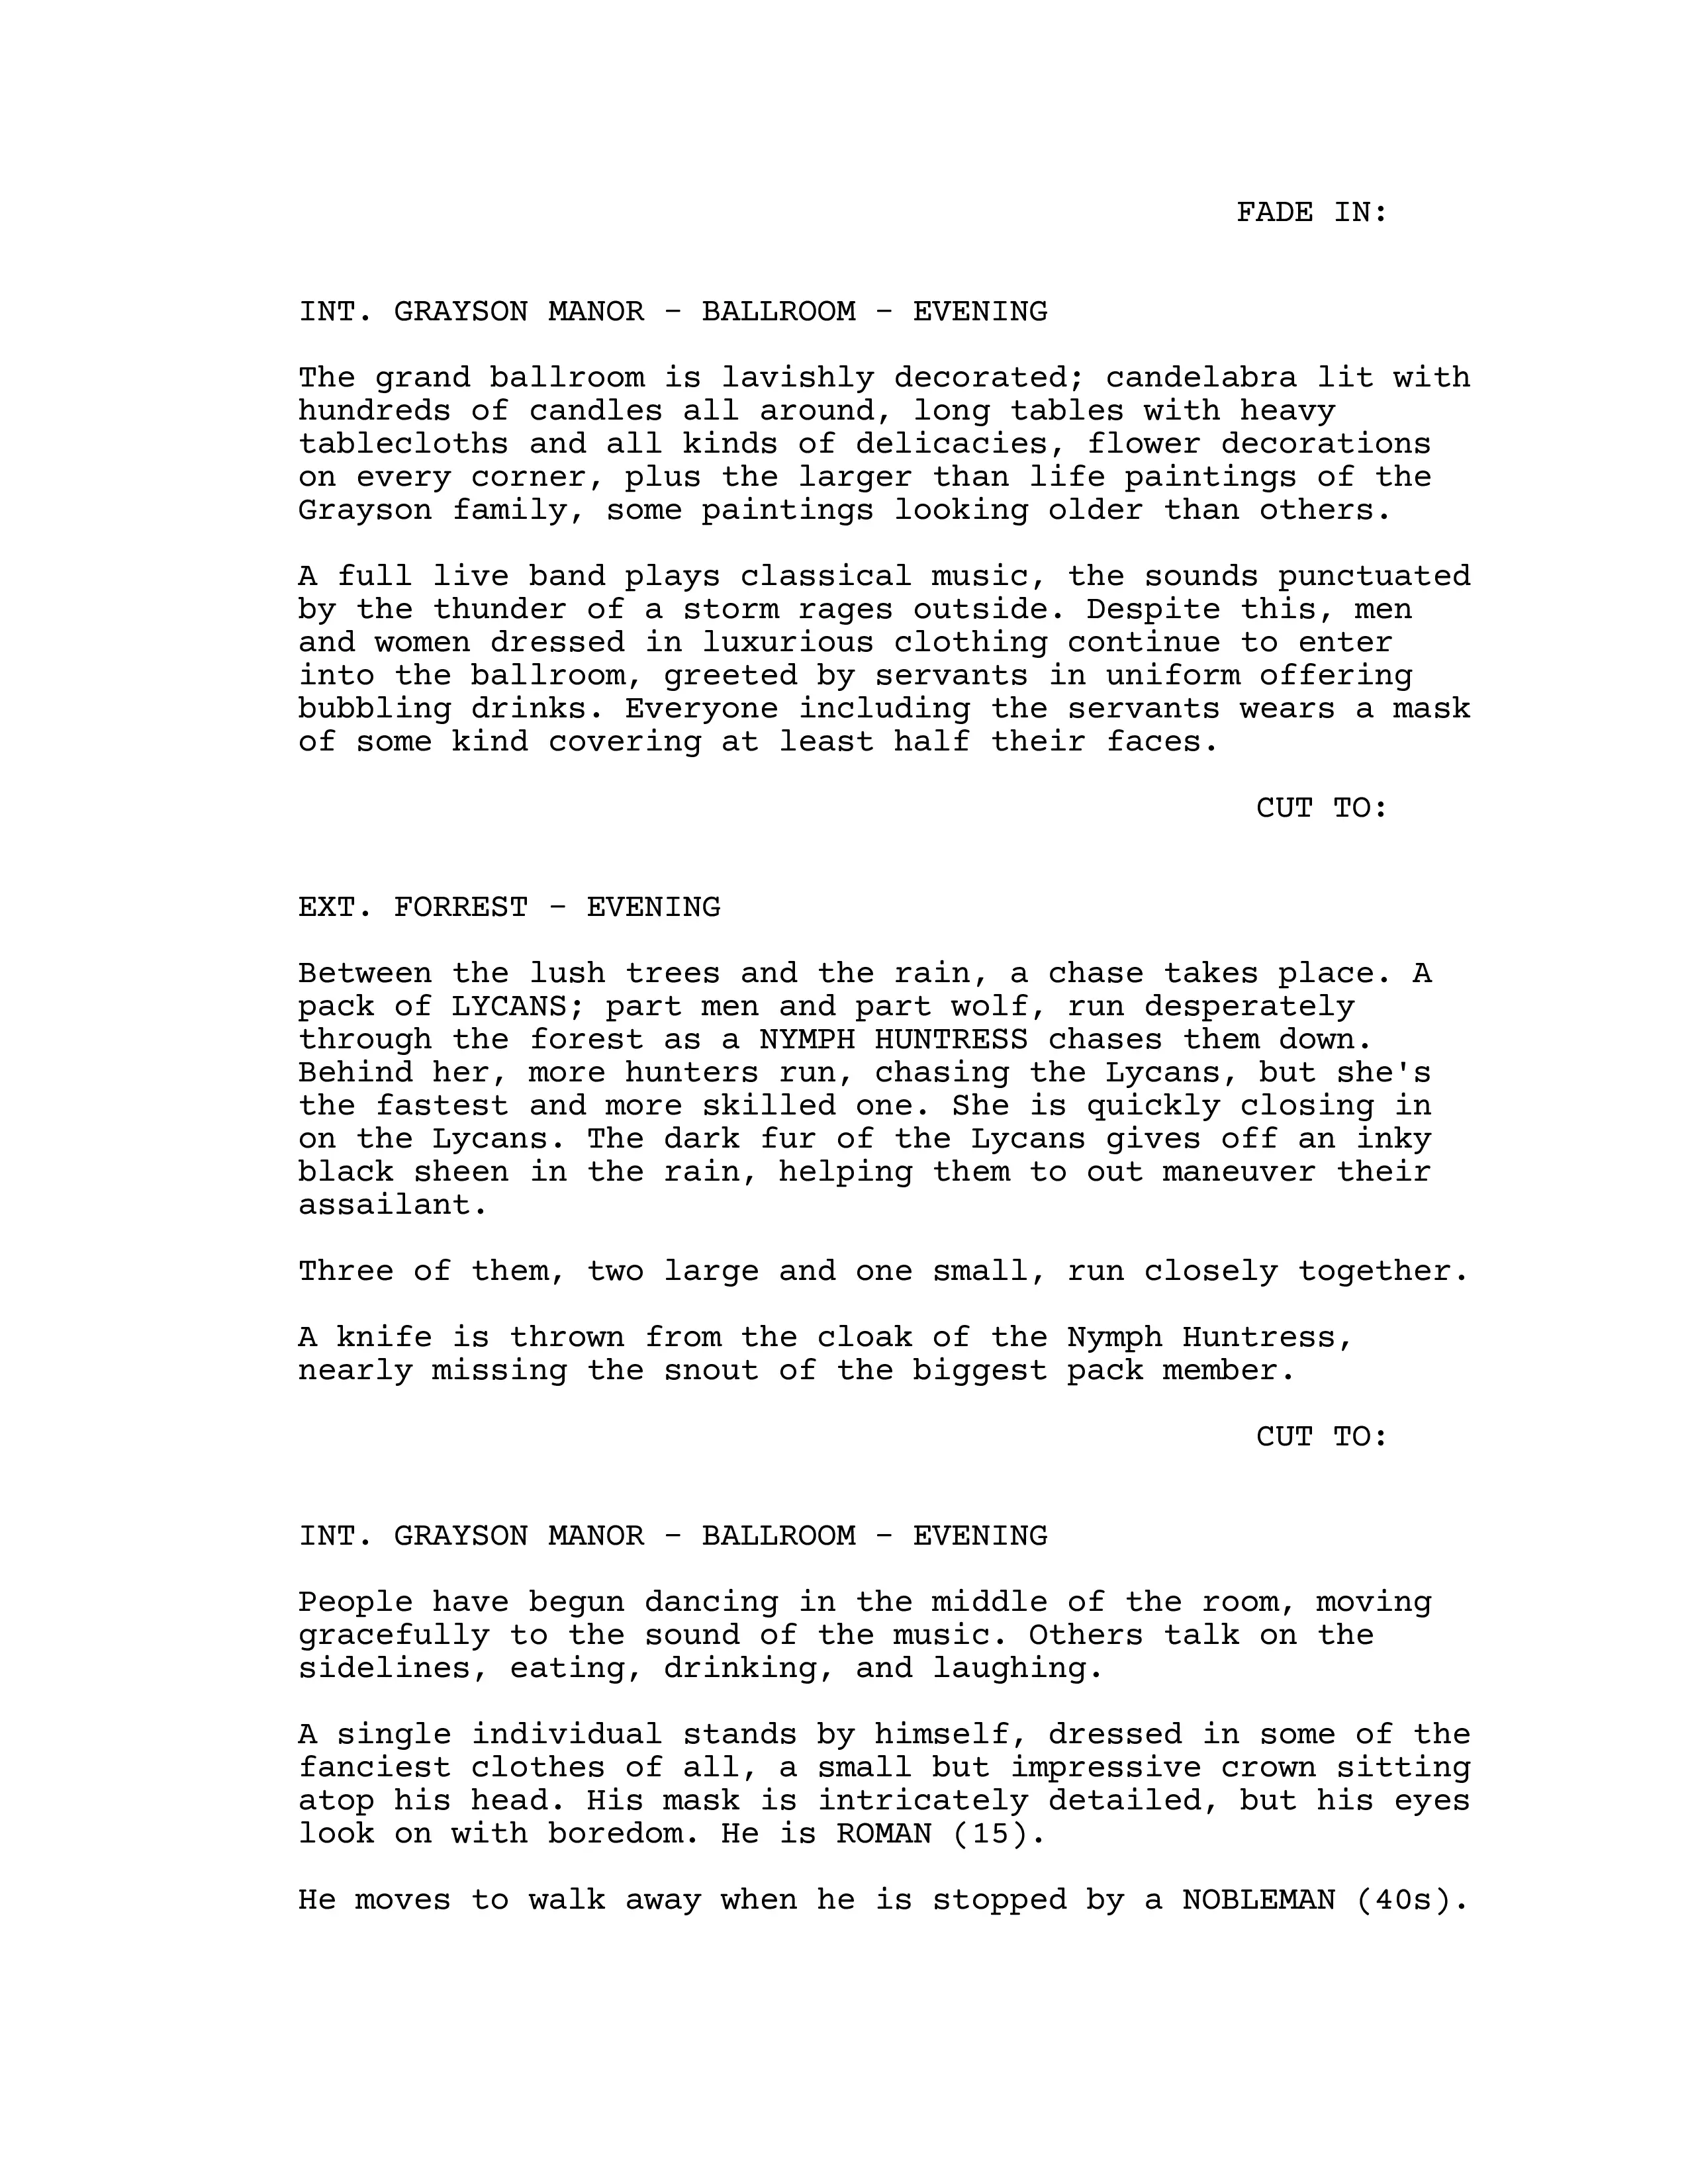 FADE IN:
INT. GRAYSON MANOR - BALLROOM - EVENING
The grand ballroom is lavishly decorated; candelabra lit with
hundreds of candles all around, long tables with heavy
tablecloths and all kinds of delicacies, flower decorations
on every corner, plus the larger than life paintings of the
Grayson family, some paintings looking older than others.
A full live band plays classical music, the sounds punctuated
by the thunder of a storm rages outside. Despite this, men
and women dressed in luxurious clothing continue to enter
into the ballroom, greeted by servants in uniform offering
bubbling drinks. Everyone including the servants wears a mask
of some kind covering at least half their faces.
CUT TO:
EXT. FORREST - EVENING
Between the lush trees and the rain, a chase takes place. A
pack of LYCANS; part men and part wolf, run desperately
through the forest as a NYMPH HUNTRESS chases them down.
Behind her, more hunters run, chasing the Lycans, but she's
the fastest and more skilled one. She is quickly closing in
on the Lycans. The dark fur of the Lycans gives off an inky
black sheen in the rain, helping them to out maneuver their
assailant.
Three of them, two large and one small, run closely together.
A knife is thrown from the cloak of the Nymph Huntress,
nearly missing the snout of the biggest pack member.
CUT TO:
INT. GRAYSON MANOR - BALLROOM - EVENING
People have begun dancing in the middle of the room, moving
gracefully to the sound of the music. Others talk on the
sidelines, eating, drinking, and laughing.
A single individual stands by himself, dressed in some of the
fanciest clothes of all, a small but impressive crown sitting
atop his head. His mask is intricately detailed, but his eyes
look on with boredom. He is ROMAN (15).
He moves to walk away when he is stopped by a NOBLEMAN (40s).